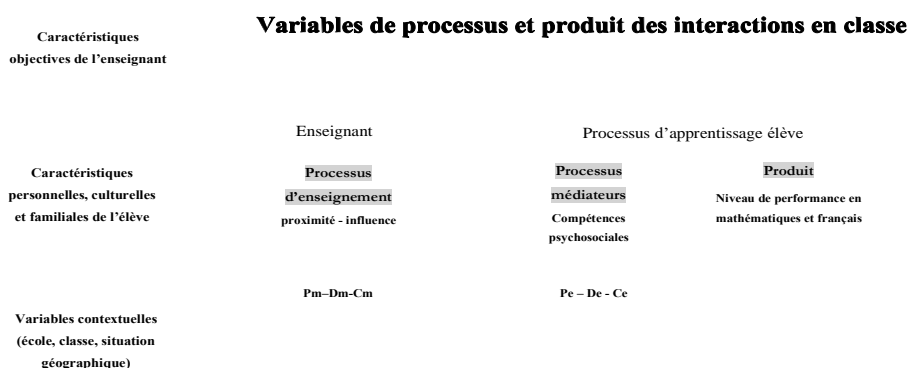 Variables de processus et produit des interactions en classe
Caractéristiques
objectives de l'enseignant
Enseignant
Processus d'apprentissage élève
Caractéristiques
personnelles, culturelles
et familiales de l'élève
Processus
d'enseignement
proximité - influence
Processus
médiateurs
Compétences
psychosociales
Produit
Niveau de performance en
mathématiques et français
Pm–Dm-Cm
Pe – De - Ce
Variables contextuelles
(école, classe, situation
géographique)